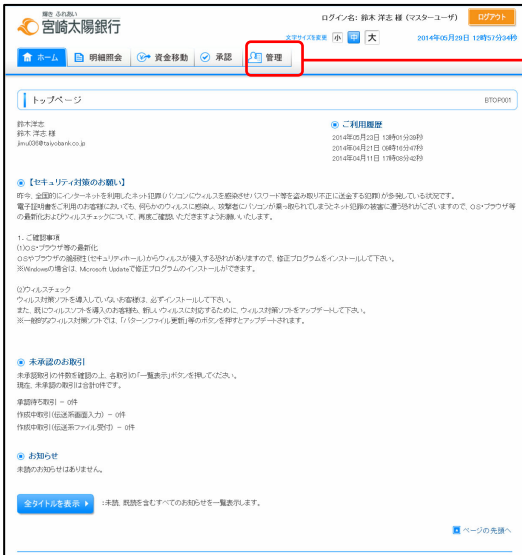 輝き ふれあい
宮崎太陽銀行
ログイン名: 鈴木 洋志 様 (マスターユーザ)
ログアウト
文字サイズを変更 小 中 大
2014年05月29日 12時57分34秒
ホーム 明細照会 資金移動 承認 管理
トップページ
BTOP001
鈴木洋志
鈴木 洋志 様
jimu036@taiyobank.co.jp
ご利用履歴
2014年05月23日 13時01分39秒
2014年04月21日 09時16分47秒
2014年04月11日 17時08分42秒
【セキュリティ対策のお願い】
昨今、全国的にインターネットを利用したネット犯罪(パソコンにウィルスを感染させパスワード等を盗み取り不正に送金する犯罪)が多発している状況です。
電子証明書をご利用のお客様においても、何らかのウィルスに感染し、攻撃者にパソコンが乗っ取られてしまうとネット犯罪の被害に遭う恐れがございますので、OS・ブラウザ等
の最新化およびウィルスチェックについて、再度ご確認いただきますようお願いいたします。
1. ご確認事項
(1)OS・ブラウザ等の最新化
OSやブラウザの脆弱性(セキュリティホール)からウィルスが侵入する恐れがありますので、修正プログラムをインストールして下さい。
※Windowsの場合は、Microsoft Updateで修正プログラムのインストールができます。
(2)ウィルスチェック
ウィルス対策ソフトを導入していないお客様は、必ずインストールして下さい。
また、既にウィルスソフトを導入のお客様も、新しいウィルスに対応するために、ウィルス対策ソフトをアップデートして下さい。
※一般的なウィルス対策ソフトでは、「パターンファイル更新」等のボタンを押すとアップデートされます。
未承認のお取引
未承認取引の件数を確認の上、各取引の「一覧表示」ボタンを押してください。
現在、未承認の取引は合計0件です。
承認待ち取引 - 0件
作成中取引(伝送系画面入力) - 0件
作成中取引(伝送系ファイル受付) - 0件
お知らせ
未読のお知らせはありません。
全タイトルを表示 :未読、既読を含むすべてのお知らせを一覧表示します。
ページの先頭へ